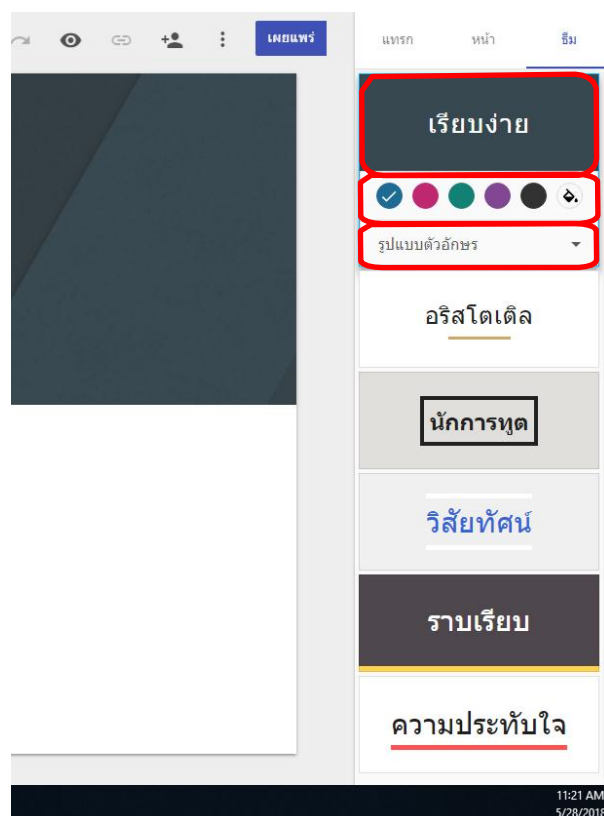 เผยแพร่
แทรก หน้า ธีม
เรียบง่าย
รูปแบบตัวอักษร
อริสโตเติล
นักการทูต
วิสัยทัศน์
ราบเรียบ
ความประทับใจ
11:21 AM
5/28/2018